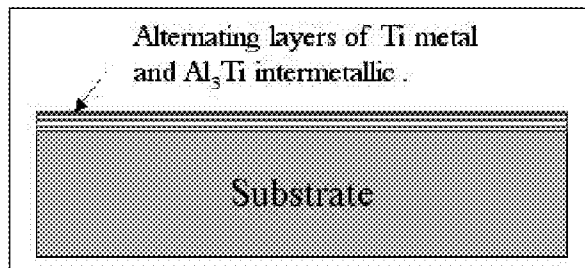 Alternating layers of Ti metal
and Al₃Ti intermetallic .
Substrate